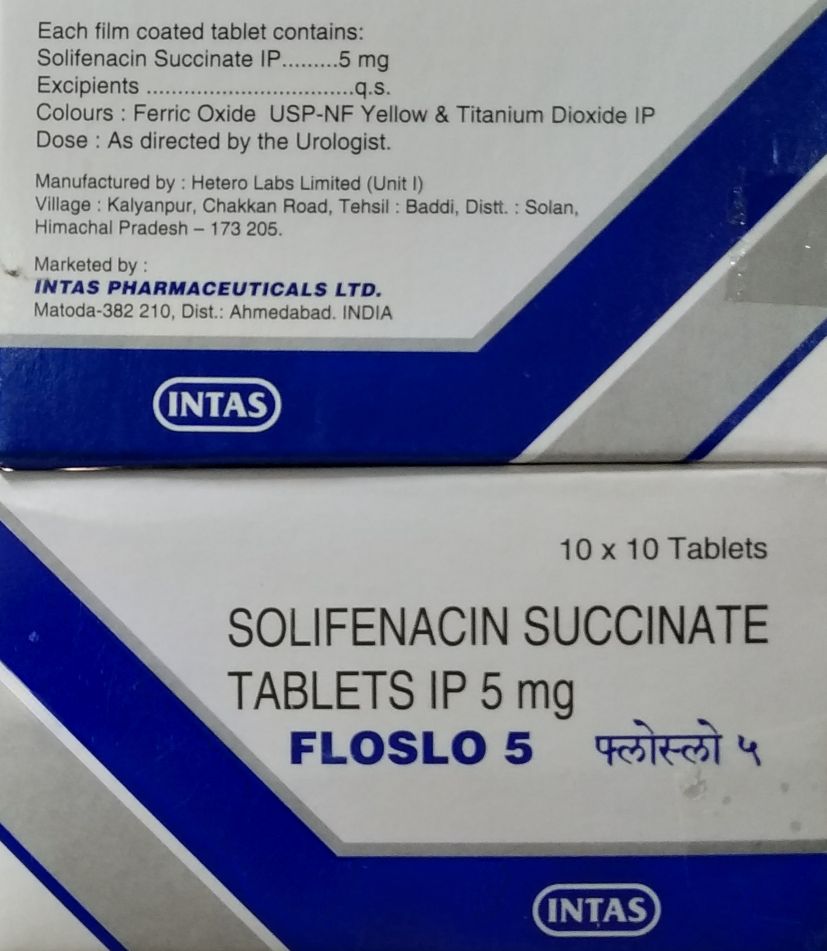 Each film coated tablet contains:
Solifenacin Succinate IP.........5 mg
Excipients ..................................q.s.
Colours : Ferric Oxide USP-NF Yellow & Titanium Dioxide IP
Dose : As directed by the Urologist.
Manufactured by : Hetero Labs Limited (Unit I)
Village : Kalyanpur, Chakkan Road, Tehsil : Baddi, Distt. : Solan,
Himachal Pradesh – 173 205.
Marketed by :
INTAS PHARMACEUTICALS LTD.
Matoda-382 210, Dist.: Ahmedabad. INDIA
INTAS
10 x 10 Tablets
SOLIFENACIN SUCCINATE
TABLETS IP 5 mg
FLOSLO 5 फ्लोस्लो ५
INTAS